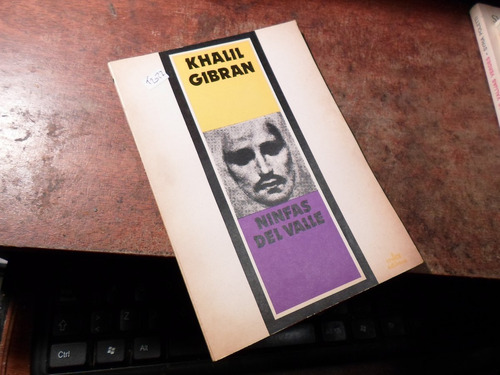 KHALIL
GIBRAN
NINFAS
DEL VALLE
Ctrl
Alt